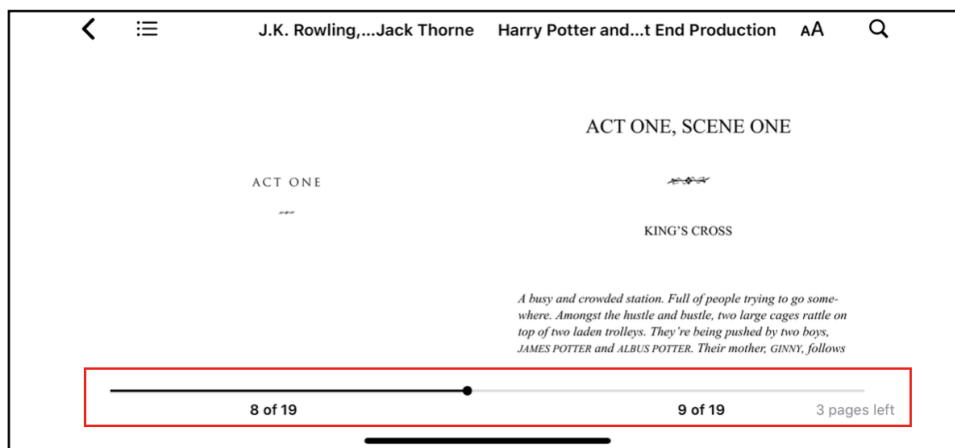 J.K. Rowling,...Jack Thorne Harry Potter and...t End Production AA
ACT ONE
ACT ONE, SCENE ONE
KING'S CROSS
A busy and crowded station. Full of people trying to go some-
where. Amongst the hustle and bustle, two large cages rattle on
top of two laden trolleys. They're being pushed by two boys,
JAMES POTTER and ALBUS POTTER. Their mother, GINNY, follows
8 of 19 9 of 19 3 pages left